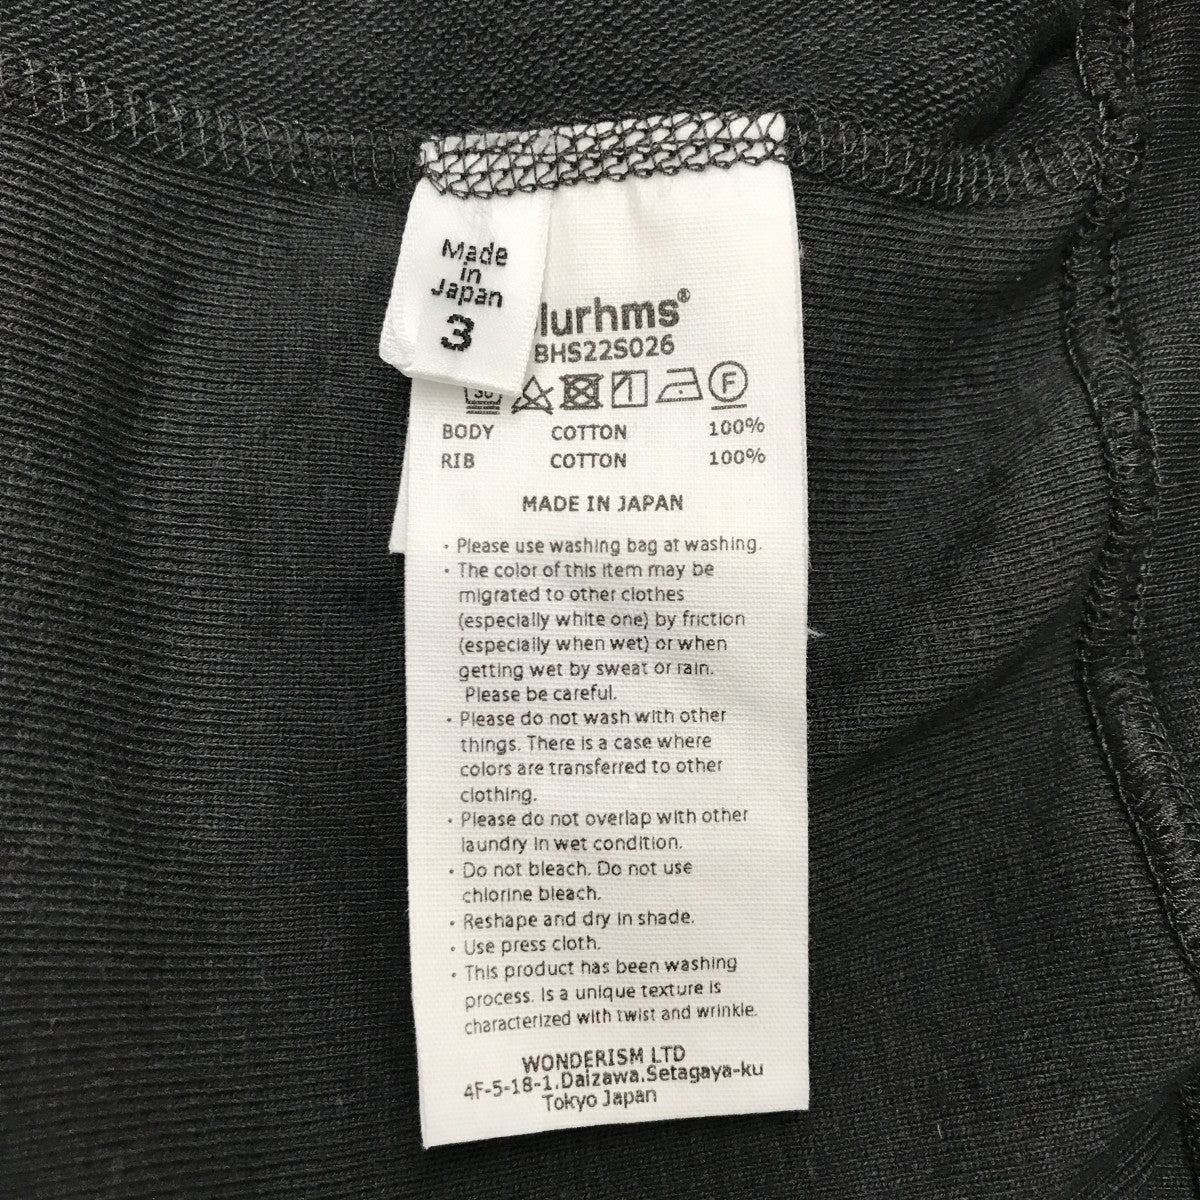 Made
in
Japan
3
lurhms®
BHS22S026
F
BODY COTTON 100%
RIB COTTON 100%
MADE IN JAPAN
· Please use washing bag at washing.
· The color of this item may be
migrated to other clothes
(especially white one) by friction
(especially when wet) or when
getting wet by sweat or rain.
Please be careful.
· Please do not wash with other
things. There is a case where
colors are transferred to other
clothing.
· Please do not overlap with other
laundry in wet condition.
· Do not bleach. Do not use
chlorine bleach.
· Reshape and dry in shade.
· Use press cloth.
· This product has been washing
process. Is a unique texture is
characterized with twist and wrinkle.
WONDERISM LTD
4F-5-18-1.Daizawa.Setagaya-ku
Tokyo Japan